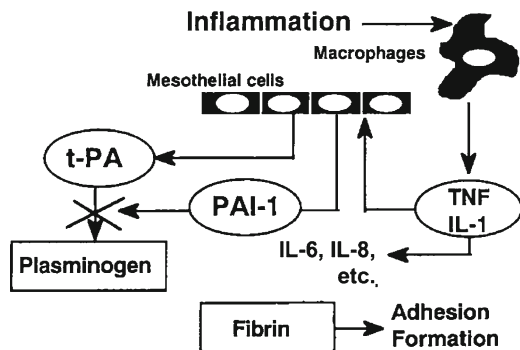 Inflammation
Macrophages
Mesothelial cells
t-PA
PAI-1
TNF
IL-1
Plasminogen
IL-6, IL-8,
etc.
Fibrin
Adhesion
Formation